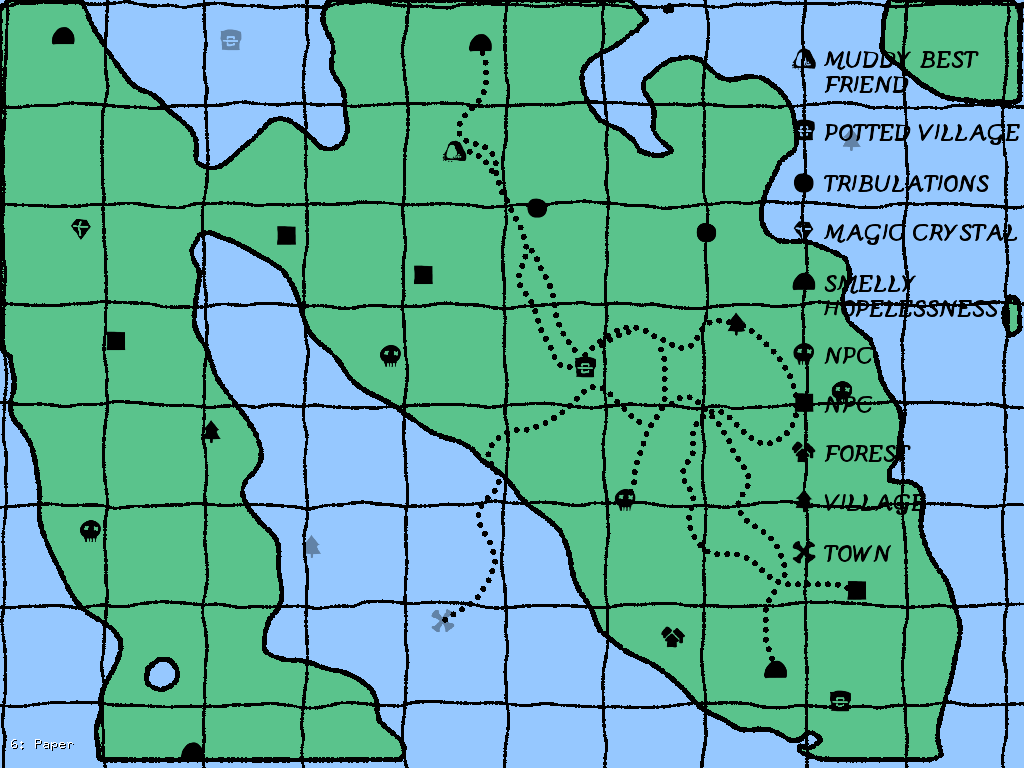 MUDDY BEST
FRIEND
POTTED VILLAGE
TRIBULATIONS
MAGIC CRYSTAL
SMELLY
HOPELESSNESS
NPC
NPC
FOREST
VILLAGE
TOWN
6: Paper